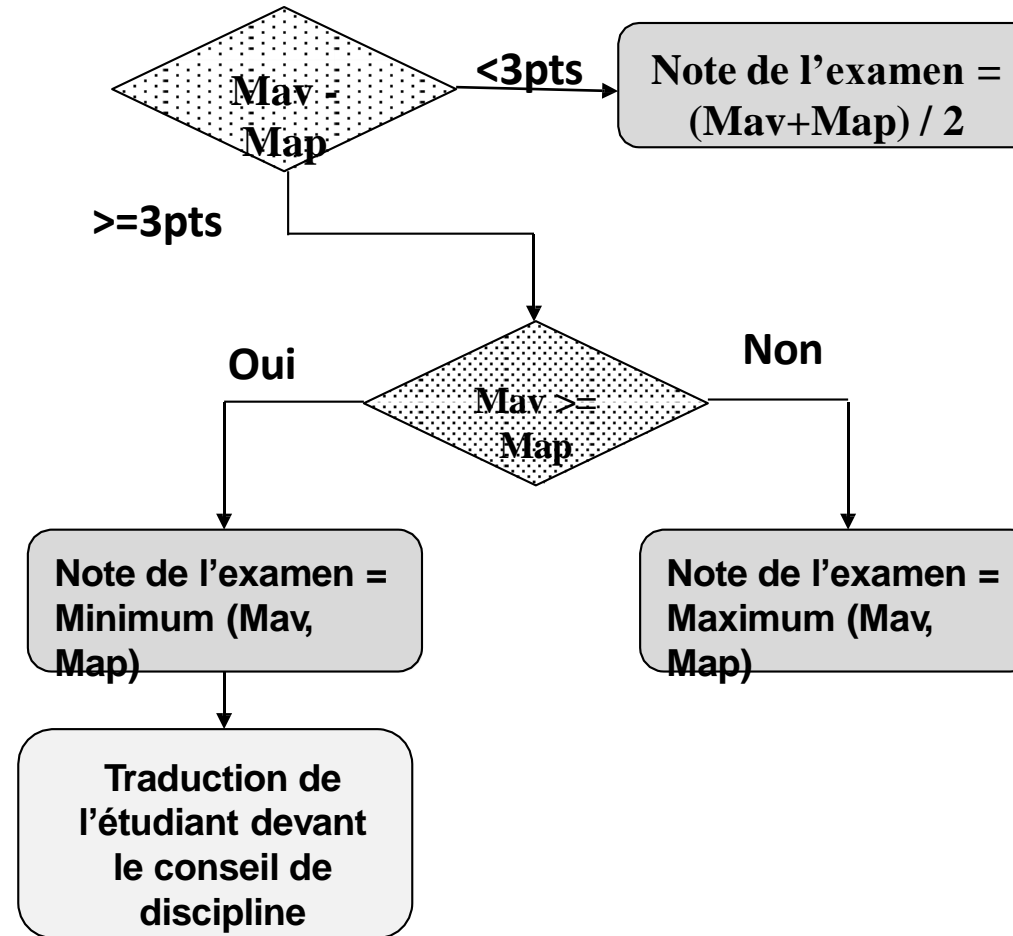 Mav -
Map
<3pts
Note de l’examen =
(Mav+Map) / 2
>=3pts
Oui
Non
Mav >=
Map
Note de l’examen =
Minimum (Mav,
Map)
Note de l’examen =
Maximum (Mav,
Map)
Traduction de
l’étudiant devant
le conseil de
discipline